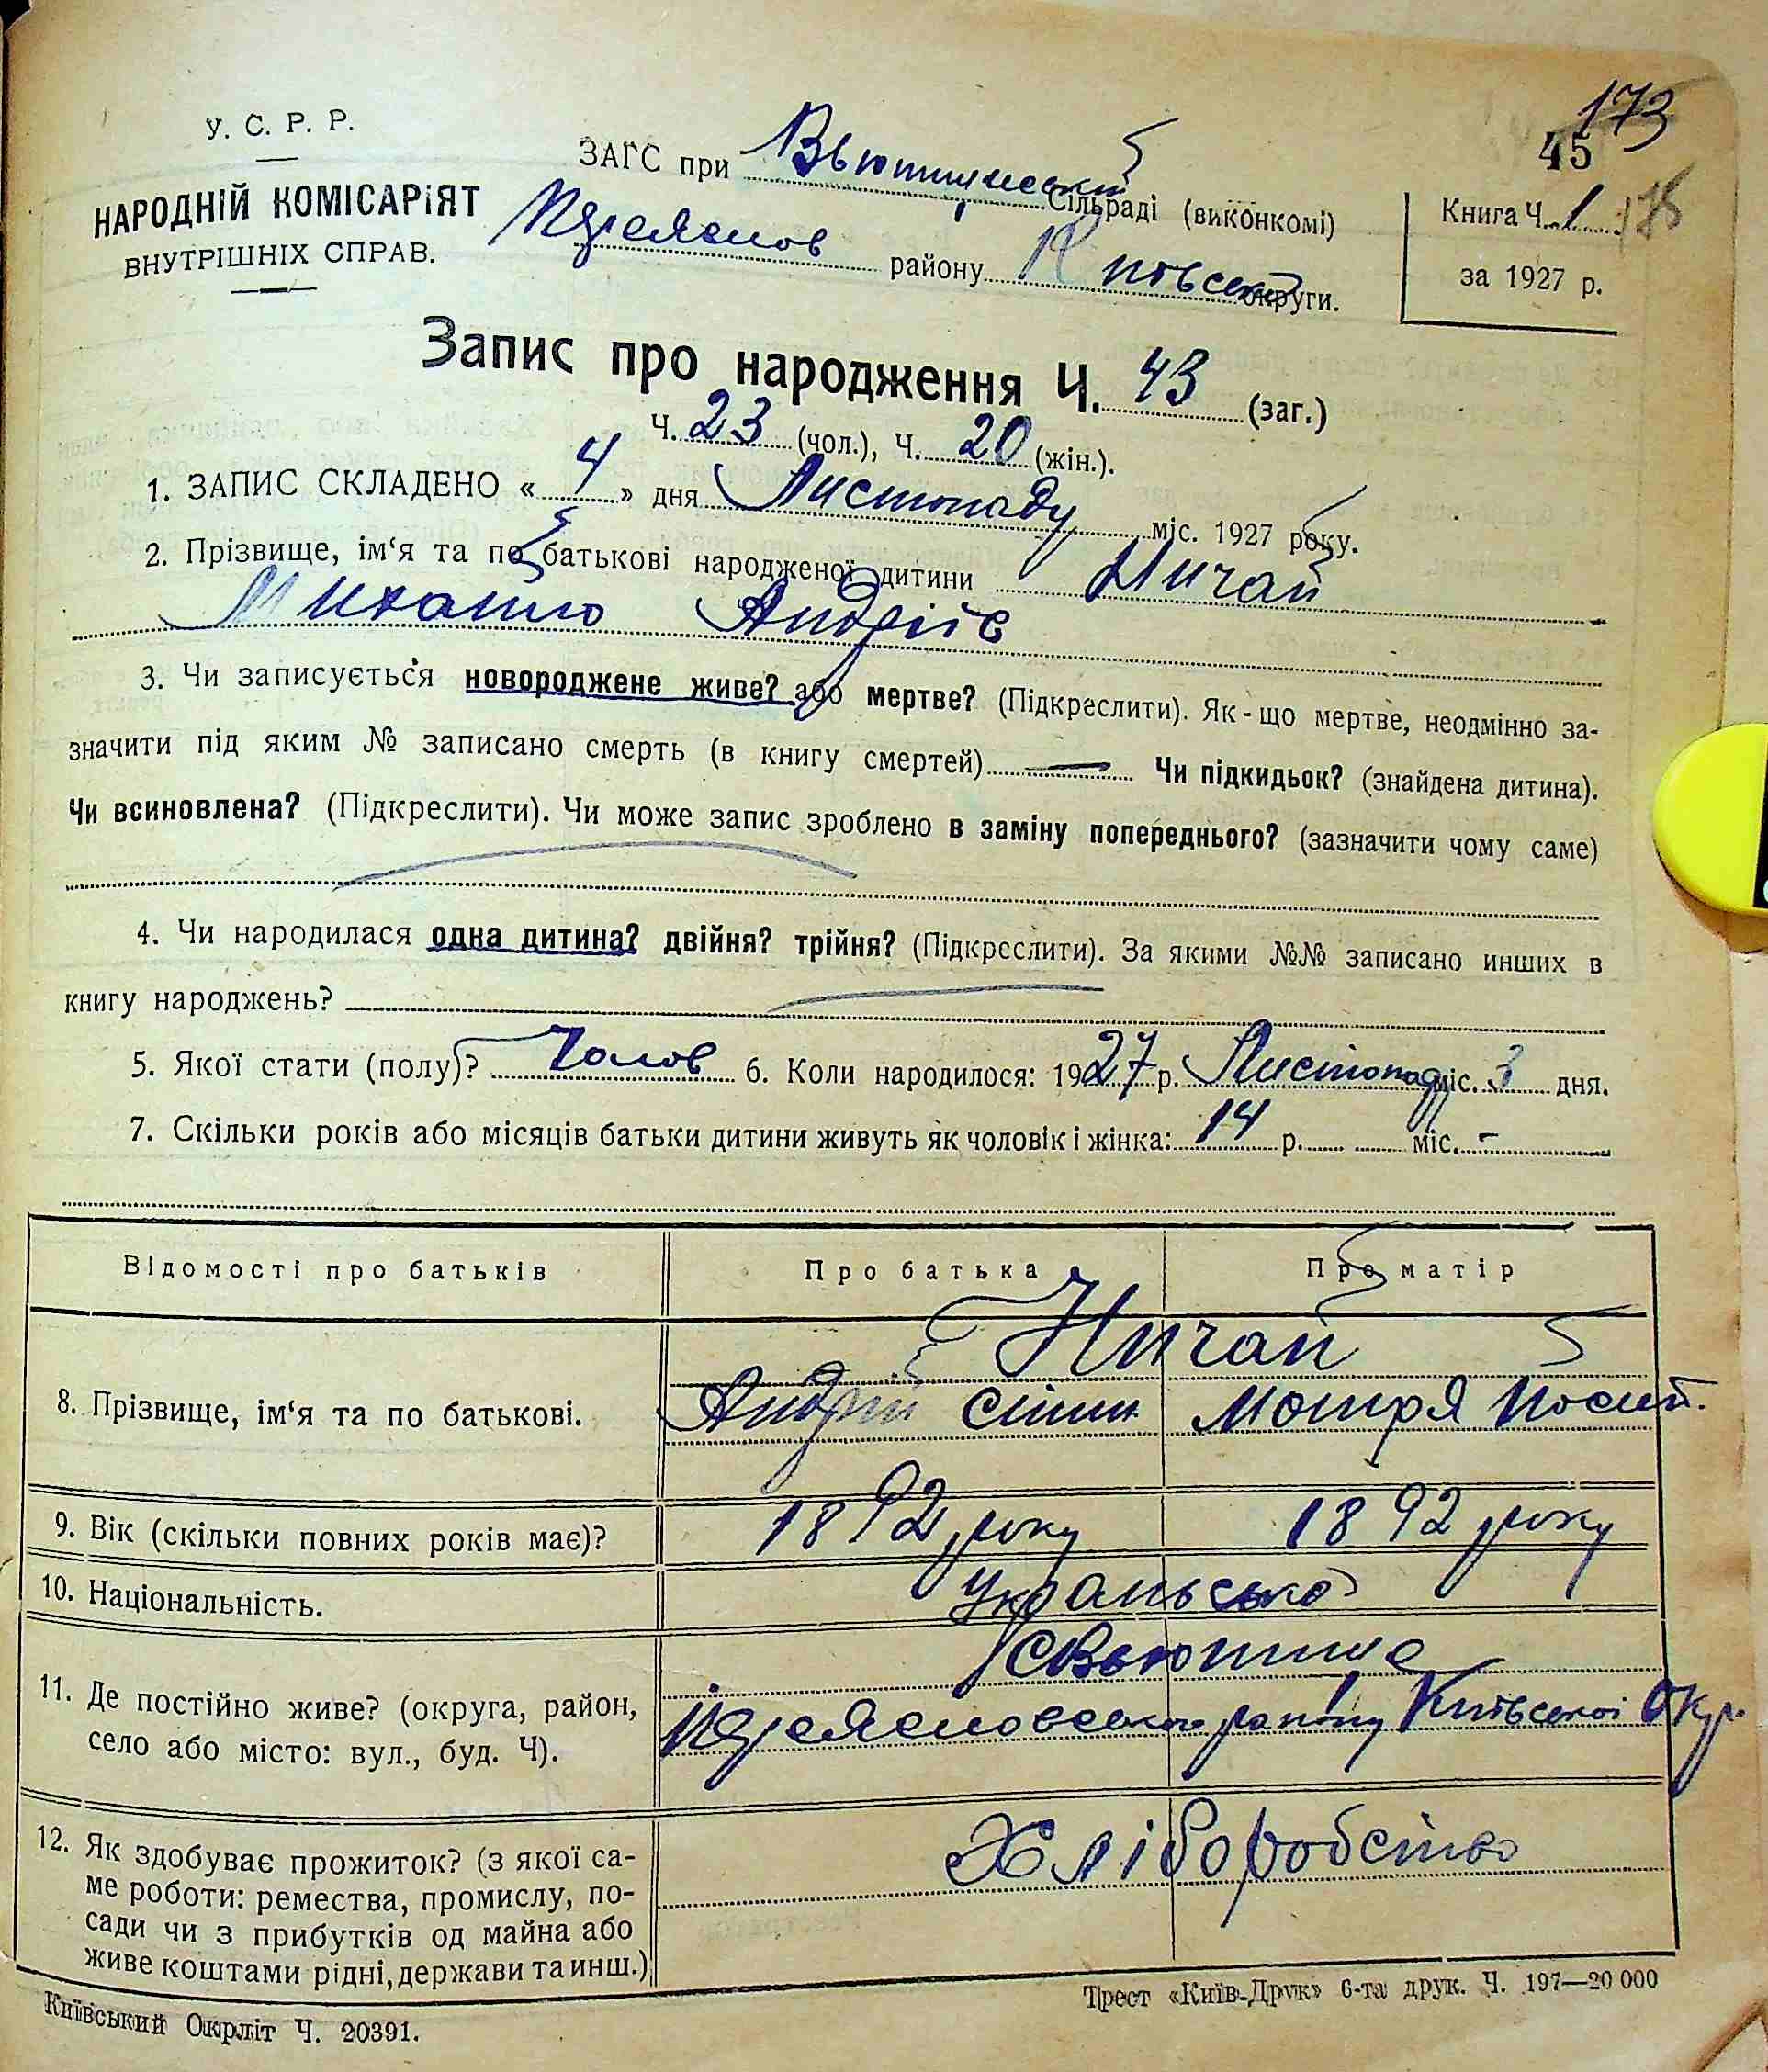 173
У. С. Р. Р.
45
НАРОДНІЙ КОМІСАРІЯТ
ВНУТРІШНІХ СПРАВ.
ЗАГС при Вьютищеській Сільраді (виконкомі)
району Київської округи.
Книга Ч. 1 175
за 1927 р.
Запис про народження Ч. 43 (заг.)
Ч. 23 (чол.), Ч. 20 (жін.).
1. ЗАПИС СКЛАДЕНО « 4 » дня Листопаду міс. 1927 року.
2. Прізвище, ім‘я та по батькові народженої дитини Ничай
Михайло Андріїв
3. Чи записується новороджене живе? або мертве? (Підкреслити). Як-що мертве, неодмінно за-
значити під яким № записано смерть (в книгу смертей) — Чи підкидьок? (знайдена дитина).
Чи всиновлена? (Підкреслити). Чи може запис зроблено в заміну попереднього? (зазначити чому саме)
4. Чи народилася одна дитина? двійня? трійня? (Підкреслити). За якими №№ записано инших в
книгу народжень?
5. Якої стати (полу)? Чолов 6. Коли народилося: 1927 р. Листопаду міс. 3 дня.
7. Скільки років або місяців батьки дитини живуть як чоловік і жінка: 14 р. міс. -
Відомості про батьків Про батька Про матір
Ничай
8. Прізвище, ім‘я та по батькові. Андрій Мотря
9. Вік (скільки повних років має)? 1892 року 1892 року
10. Національність. Українська
11. Де постійно живе? (округа, район,
село або місто: вул., буд. Ч).
району Київської Окр.
12. Як здобуває прожиток? (з якої са-
ме роботи: ремества, промислу, по-
сади чи з прибутків од майна або
живе коштами рідні, держави та инш.)
Хліборобство
Київський Окрліт Ч. 20391.
Трест «Київ-Друк» 6-та друк. Ч. 197—20 000